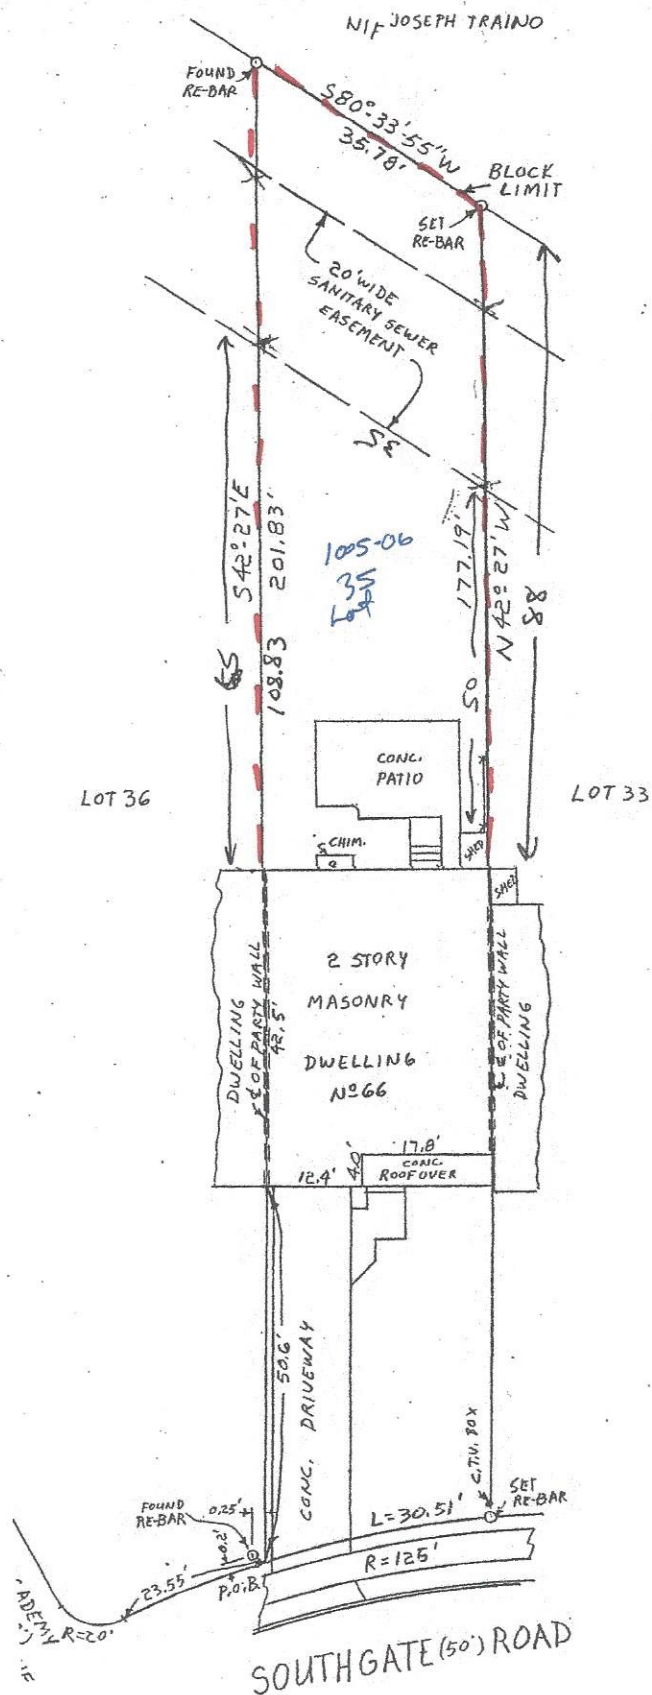 N/F JOSEPH TRAINO
FOUND
RE-BAR
S80°-33'-55"W
35.78'
BLOCK
LIMIT
SET
RE-BAR
20' WIDE
SANITARY SEWER
EASEMENT
S42°-27'E
201.83'
108.83
1005-06
35
Lot
177.19'
N42°27'W
88
50
CONC.
PATIO
LOT 36
LOT 33
CHIM.
SHED
SHED
DWELLING
℄ OF PARTY WALL
42.5'
2 STORY
MASONRY
DWELLING
Nº66
℄ OF PARTY WALL
DWELLING
17.8'
4.0'
CONC.
ROOF OVER
12.4'
50.6'
CONC. DRIVEWAY
C.T.V. BOX
SET
RE-BAR
FOUND
RE-BAR
0.25'
0.2'
L=30.51'
R=125'
23.55'
P.O.B.
R=20'
ADEMY
SOUTHGATE (50') ROAD